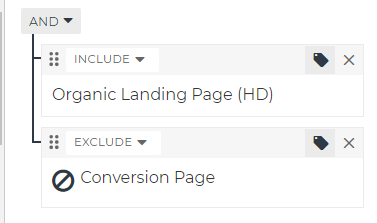 AND
INCLUDE
Organic Landing Page (HD)
EXCLUDE
Conversion Page